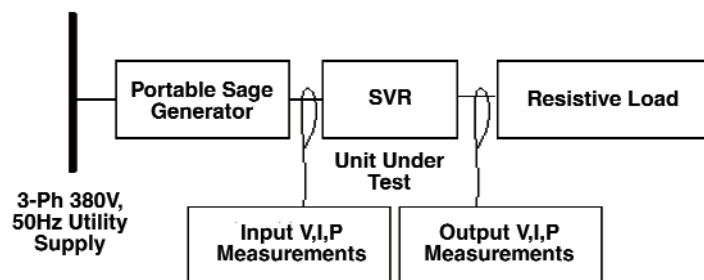 Portable Sage
Generator
SVR
Resistive Load
Unit Under
Test
3-Ph 380V,
50Hz Utility
Supply
Input V,I,P
Measurements
Output V,I,P
Measurements